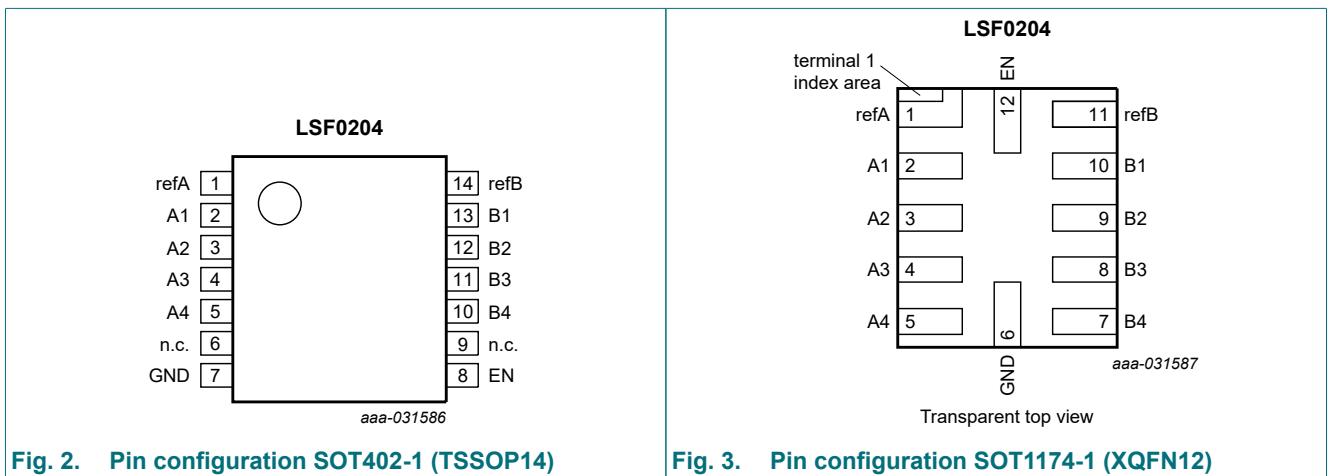 LSF0204
refA 1 14 refB
A1 2 13 B1
A2 3 12 B2
A3 4 11 B3
A4 5 10 B4
n.c. 6 9 n.c.
GND 7 8 EN
aaa-031586
Fig. 2. Pin configuration SOT402-1 (TSSOP14)
LSF0204
terminal 1
index area
EN
12
refA 1 11 refB
A1 2 10 B1
A2 3 9 B2
A3 4 8 B3
A4 5 7 B4
6
GND
aaa-031587
Transparent top view
Fig. 3. Pin configuration SOT1174-1 (XQFN12)